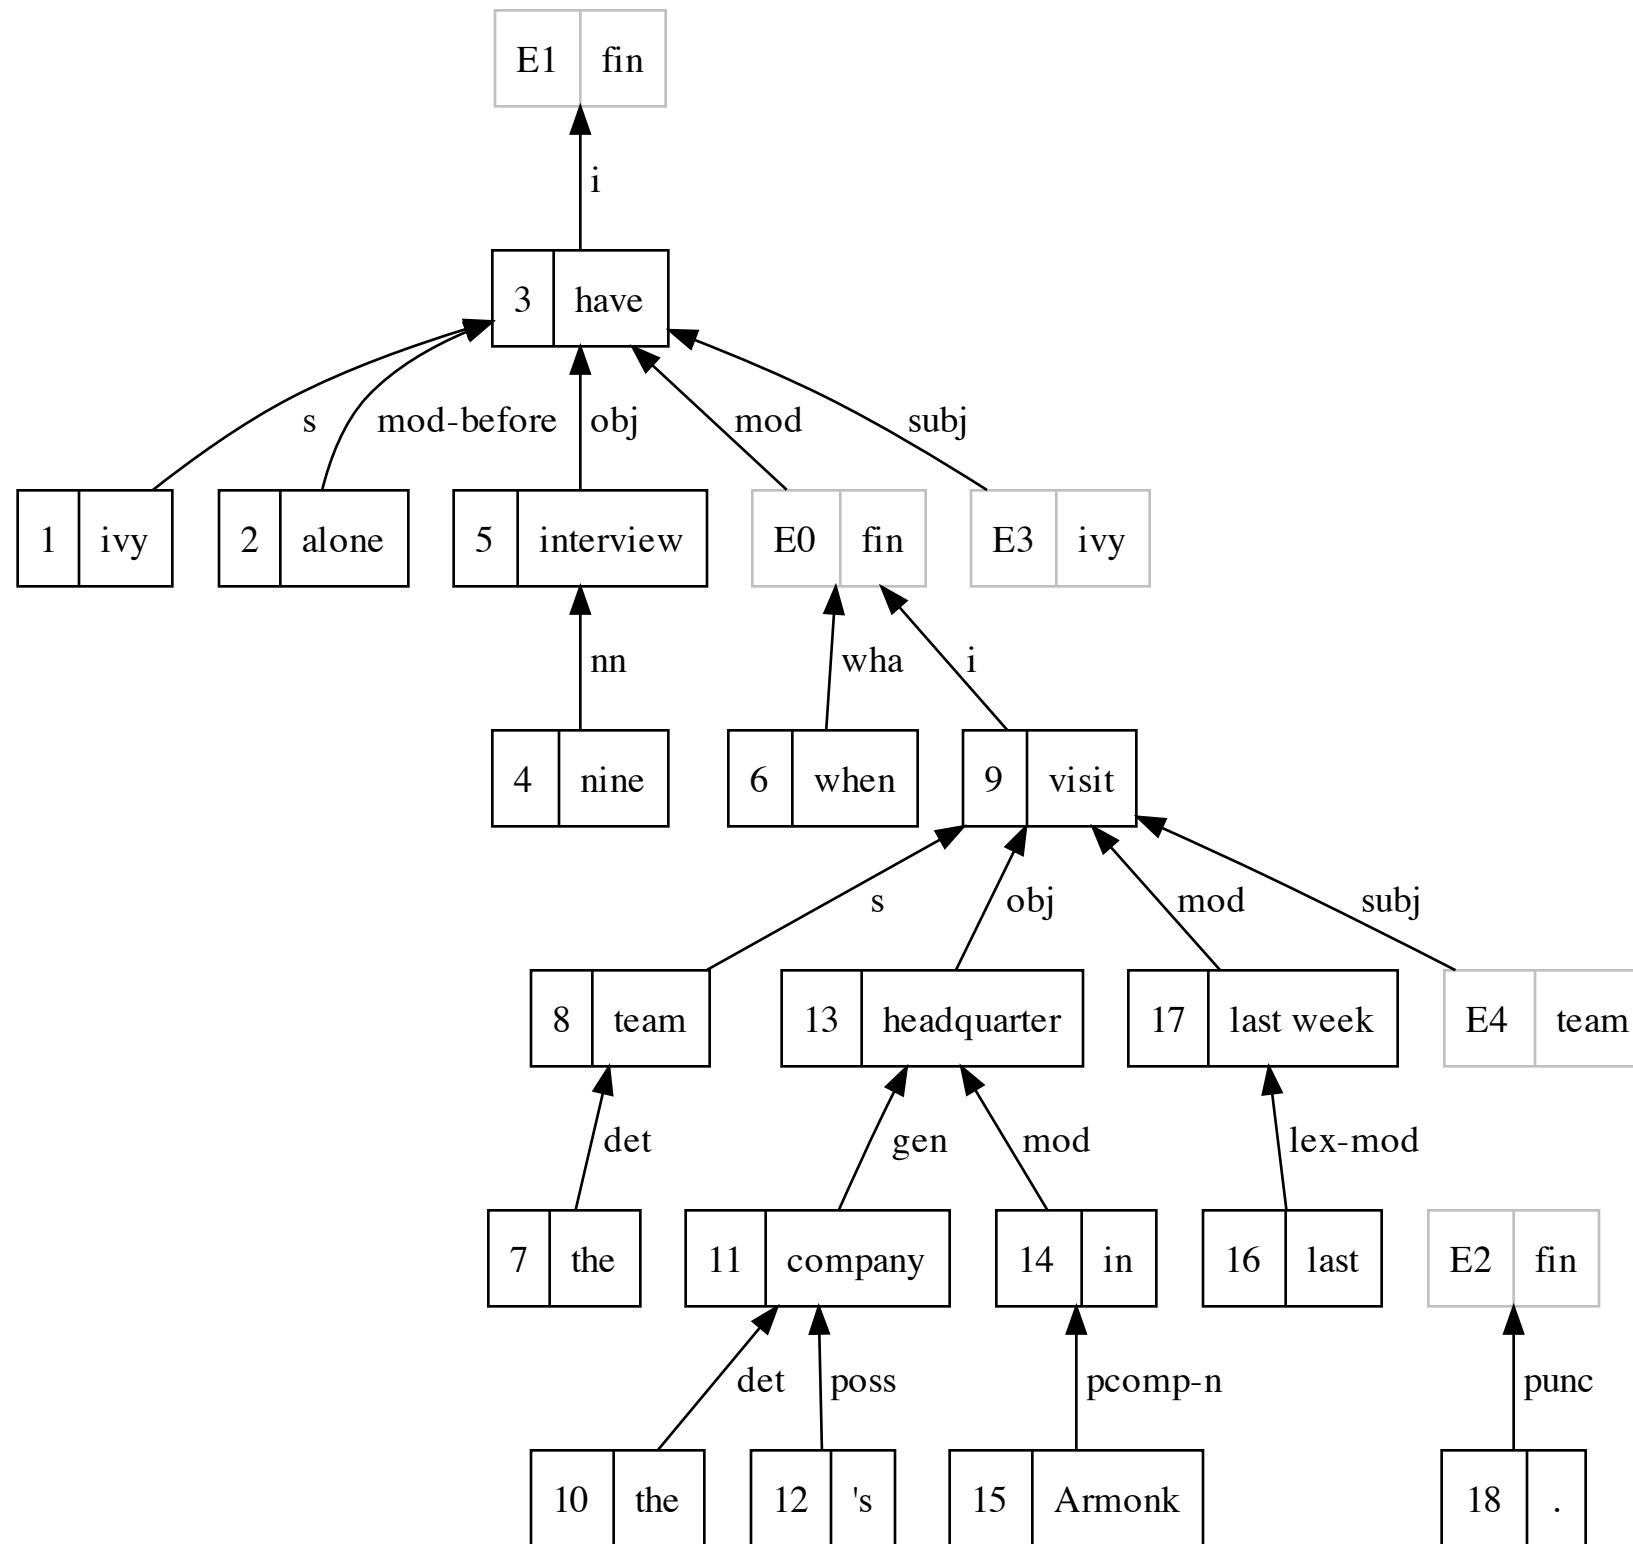 E1 fin
i
3 have
s mod-before obj mod subj
1 ivy 2 alone 5 interview E0 fin E3 ivy
nn wha i
4 nine 6 when 9 visit
s obj mod subj
8 team 13 headquarter 17 last week E4 team
det gen mod lex-mod
7 the 11 company 14 in 16 last E2 fin
det poss pcomp-n punc
10 the 12 's 15 Armonk 18 .